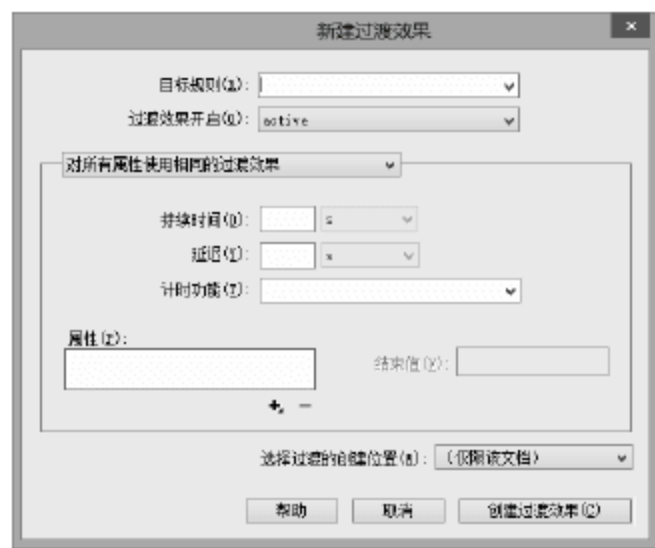 新建过渡效果
目标规则(R):
过渡效果开启(O): active
对所有属性使用相同的过渡效果
持续时间(D): s
延迟(Y): s
计时功能(T):
属性(P):
结束值(V):
选择过渡的创建位置(W): (仅限该文档)
帮助 取消 创建过渡效果(C)